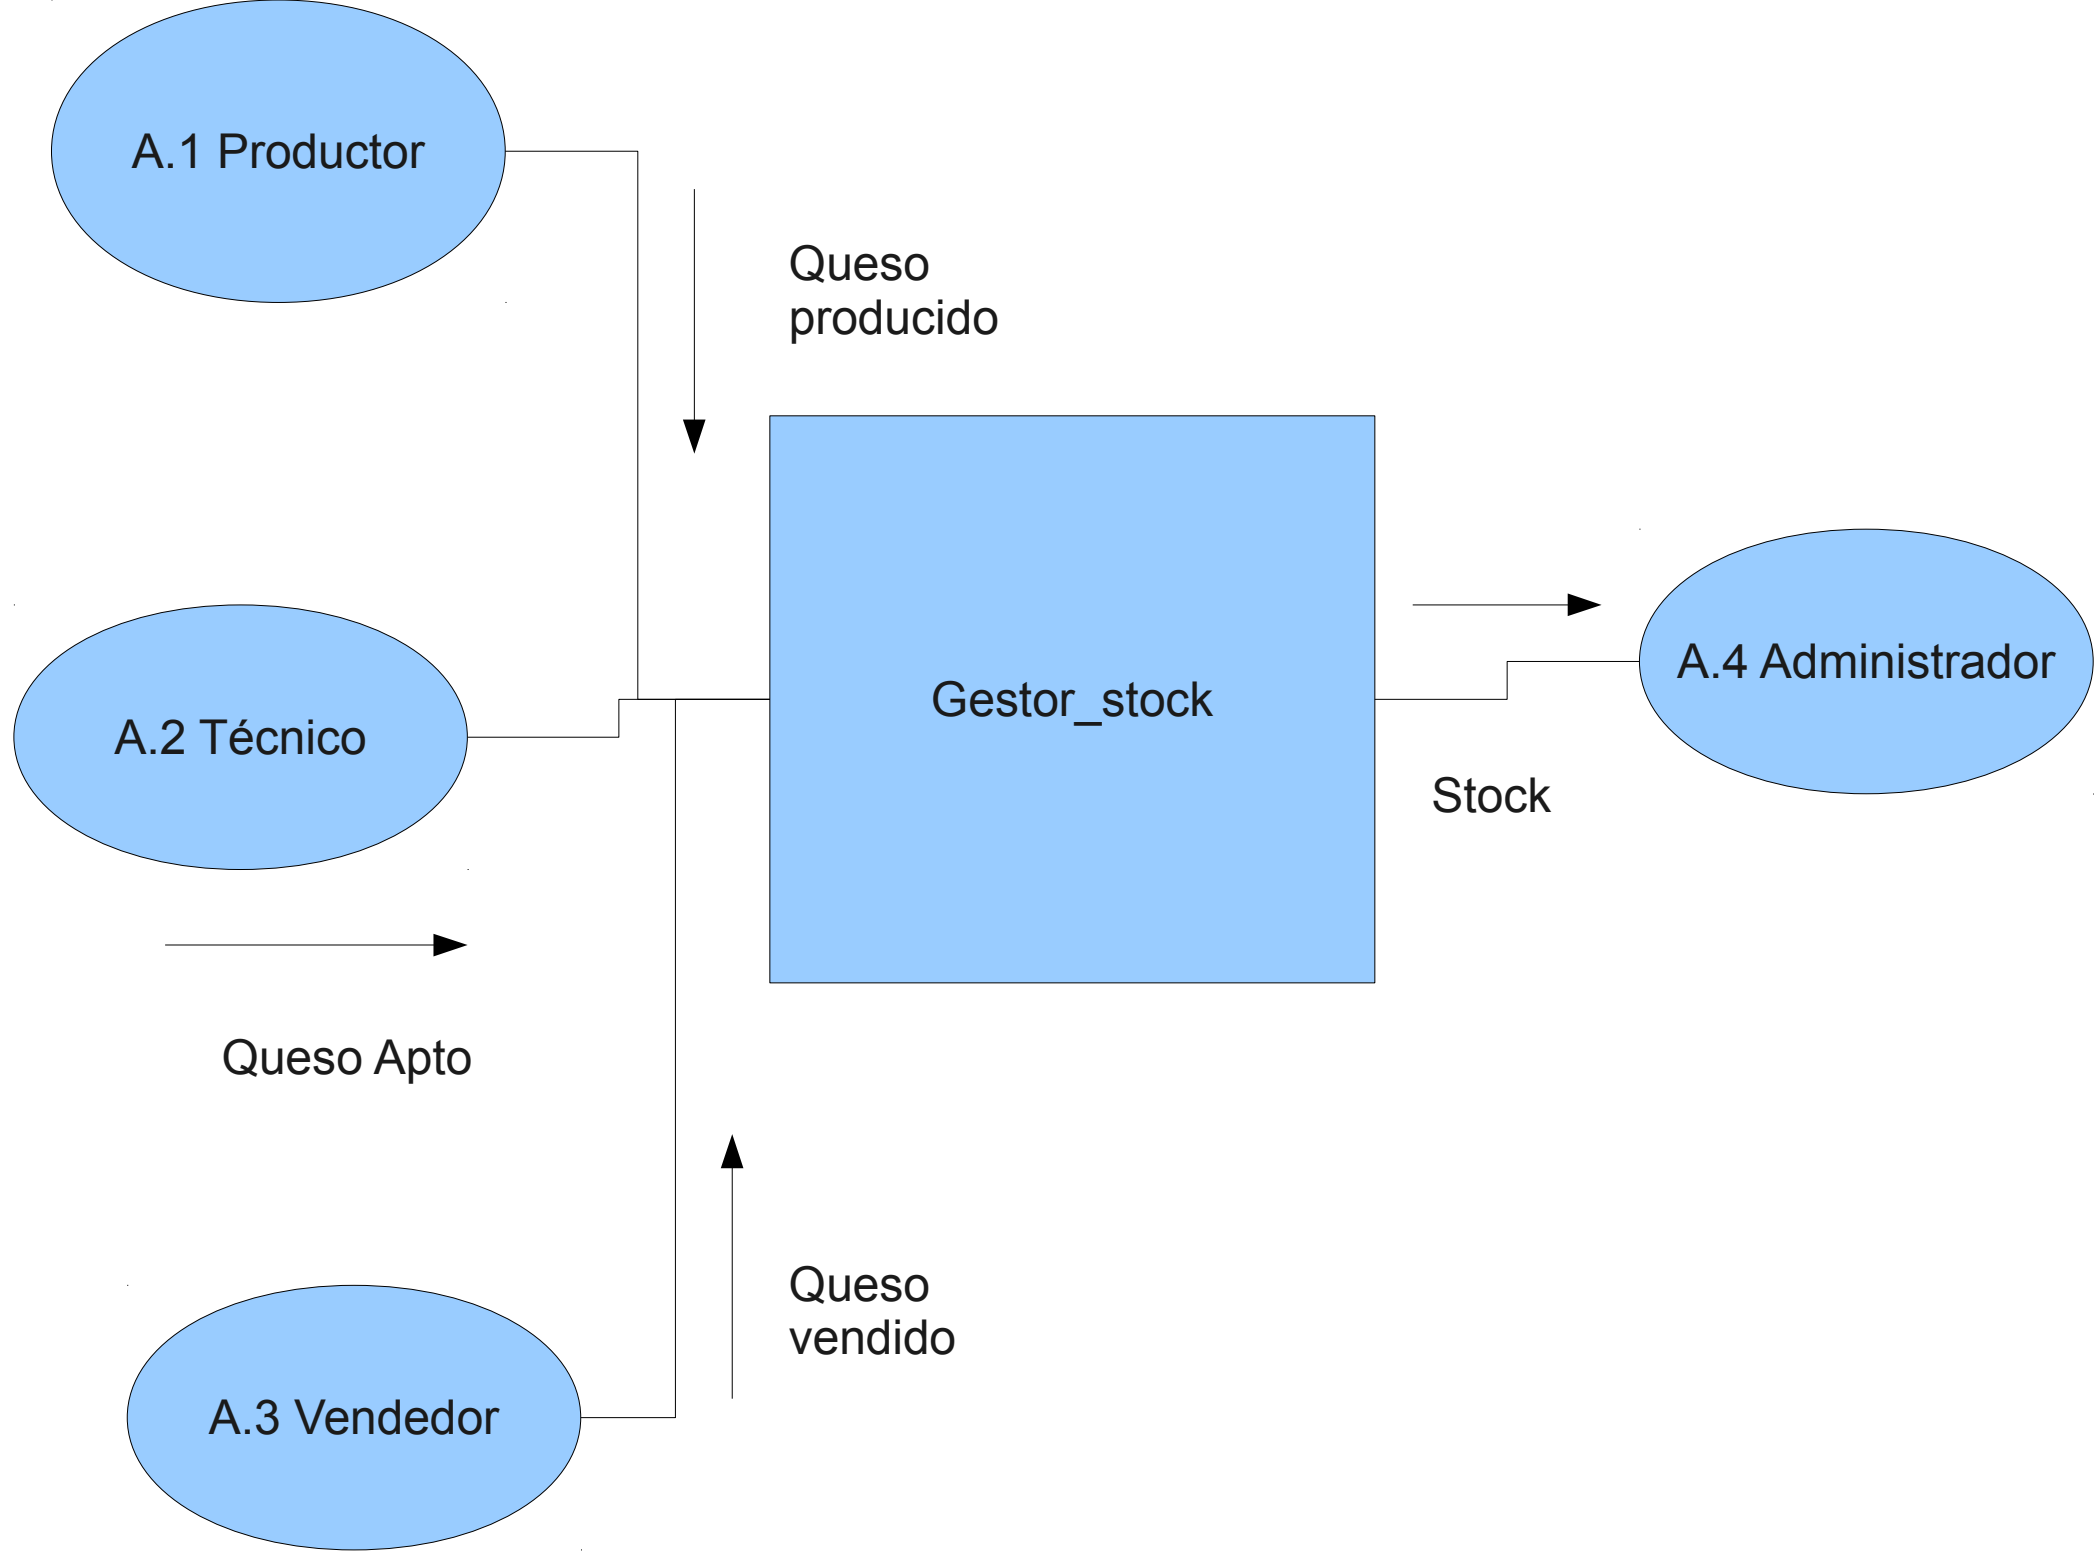 A.1 Productor
Queso
producido
Gestor_stock
A.4 Administrador
A.2 Técnico
Stock
Queso Apto
Queso
vendido
A.3 Vendedor